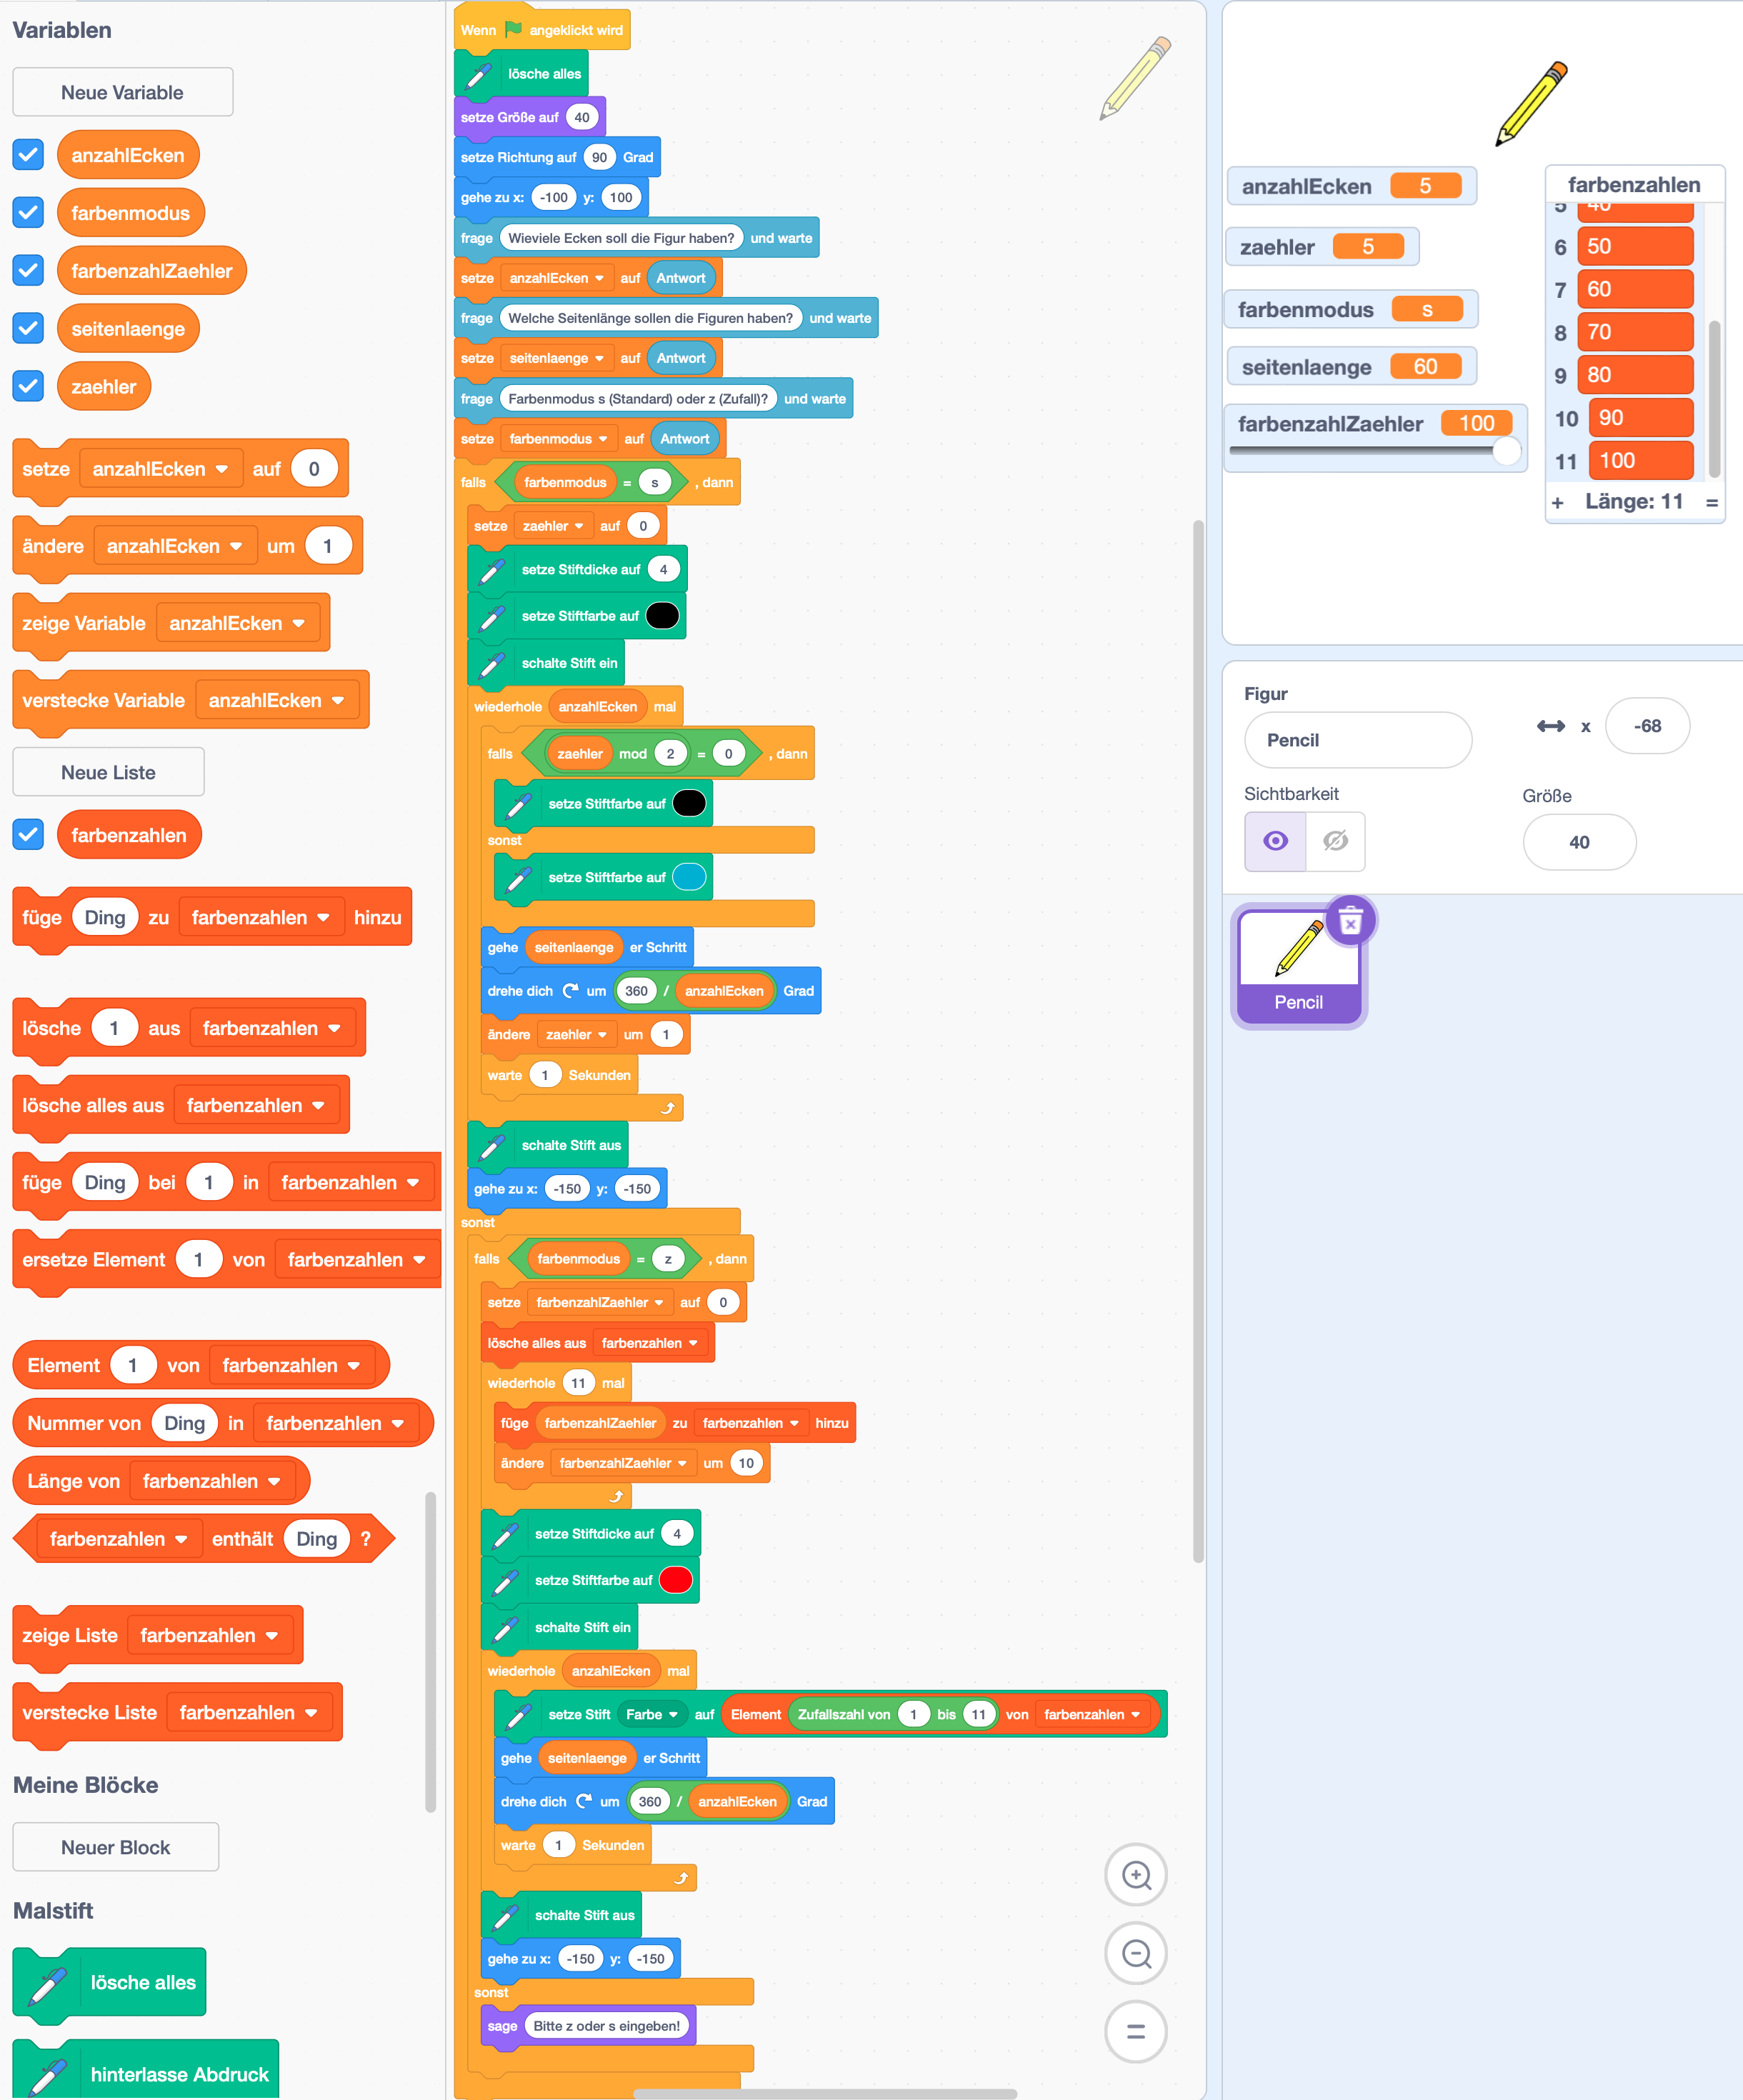 Variablen
Neue Variable
anzahlEcken
farbenmodus
farbenzahlZaehler
seitenlaenge
zaehler
setze anzahlEcken auf 0
ändere anzahlEcken um 1
zeige Variable anzahlEcken
verstecke Variable anzahlEcken
Neue Liste
farbenzahlen
füge Ding zu farbenzahlen hinzu
lösche 1 aus farbenzahlen
lösche alles aus farbenzahlen
füge Ding bei 1 in farbenzahlen
ersetze Element 1 von farbenzahlen
Element 1 von farbenzahlen
Nummer von Ding in farbenzahlen
Länge von farbenzahlen
farbenzahlen enthält Ding ?
zeige Liste farbenzahlen
verstecke Liste farbenzahlen
Meine Blöcke
Neuer Block
Malstift
lösche alles
hinterlasse Abdruck
Wenn angeklickt wird
lösche alles
setze Größe auf 40
setze Richtung auf 90 Grad
gehe zu x: -100 y: 100
frage Wieviele Ecken soll die Figur haben? und warte
setze anzahlEcken auf Antwort
frage Welche Seitenlänge sollen die Figuren haben? und warte
setze seitenlaenge auf Antwort
frage Farbenmodus s (Standard) oder z (Zufall)? und warte
setze farbenmodus auf Antwort
falls farbenmodus = s , dann
setze zaehler auf 0
setze Stiftdicke auf 4
setze Stiftfarbe auf
schalte Stift ein
wiederhole anzahlEcken mal
falls zaehler mod 2 = 0 , dann
setze Stiftfarbe auf
sonst
setze Stiftfarbe auf
gehe seitenlaenge er Schritt
drehe dich um 360 / anzahlEcken Grad
ändere zaehler um 1
warte 1 Sekunden
schalte Stift aus
gehe zu x: -150 y: -150
sonst
falls farbenmodus = z , dann
setze farbenzahlZaehler auf 0
lösche alles aus farbenzahlen
wiederhole 11 mal
füge farbenzahlZaehler zu farbenzahlen hinzu
ändere farbenzahlZaehler um 10
setze Stiftdicke auf 4
setze Stiftfarbe auf
schalte Stift ein
wiederhole anzahlEcken mal
setze Stift Farbe auf Element Zufallszahl von 1 bis 11 von farbenzahlen
gehe seitenlaenge er Schritt
drehe dich um 360 / anzahlEcken Grad
warte 1 Sekunden
schalte Stift aus
gehe zu x: -150 y: -150
sonst
sage Bitte z oder s eingeben!
anzahlEcken 5
zaehler 5
farbenmodus s
seitenlaenge 60
farbenzahlZaehler 100
farbenzahlen
5 40
6 50
7 60
8 70
9 80
10 90
11 100
+ Länge: 11 =
Figur
Pencil
x -68
Sichtbarkeit
Größe
40
Pencil